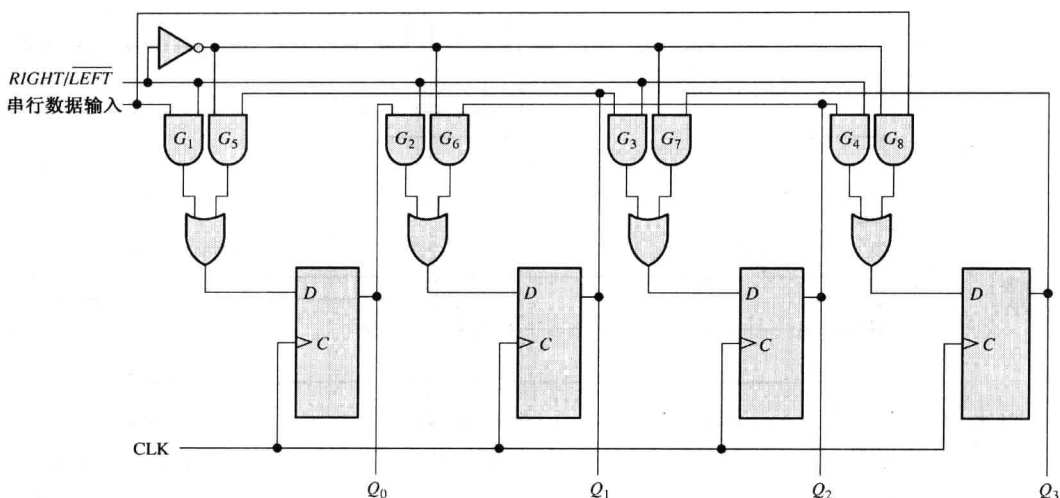 RIGHT/LEFT
串行数据输入
G1 G5 G2 G6 G3 G7 G4 G8
D D D D
C C C C
CLK
Q0 Q1 Q2 Q3